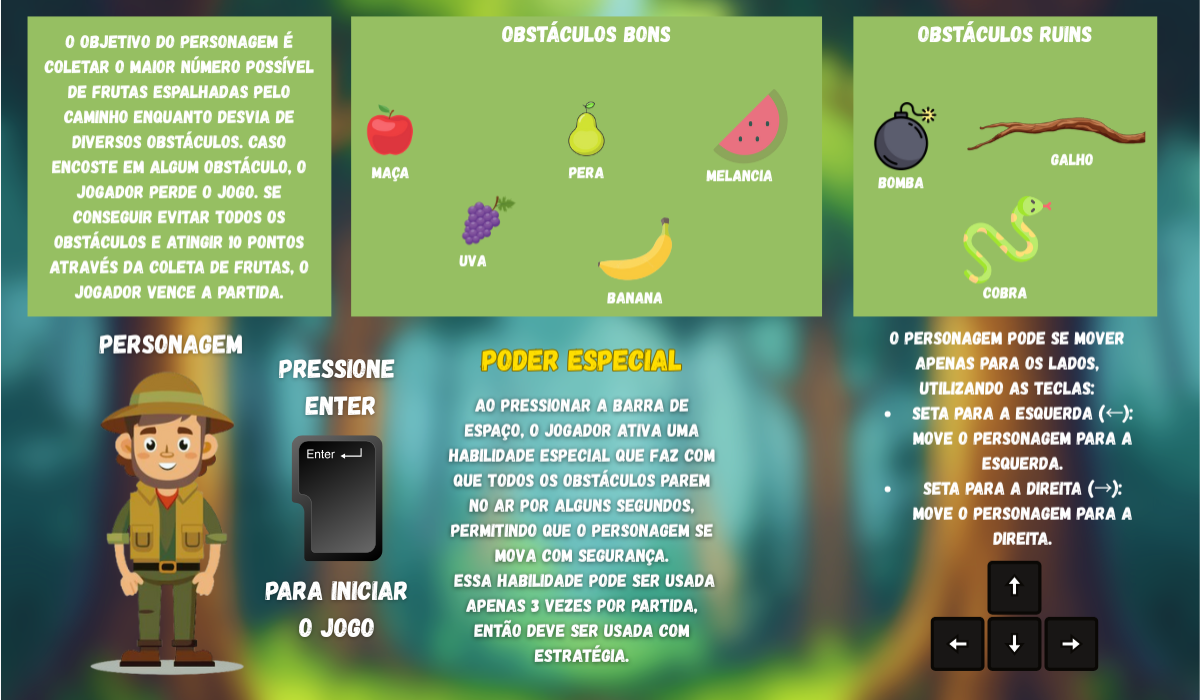 O OBJETIVO DO PERSONAGEM É
COLETAR O MAIOR NÚMERO POSSÍVEL
DE FRUTAS ESPALHADAS PELO
CAMINHO ENQUANTO DESVIA DE
DIVERSOS OBSTÁCULOS. CASO
ENCOSTE EM ALGUM OBSTÁCULO, O
JOGADOR PERDE O JOGO. SE
CONSEGUIR EVITAR TODOS OS
OBSTÁCULOS E ATINGIR 10 PONTOS
ATRAVÉS DA COLETA DE FRUTAS, O
JOGADOR VENCE A PARTIDA.
OBSTÁCULOS BONS
MAÇA
PERA
MELANCIA
UVA
BANANA
OBSTÁCULOS RUINS
BOMBA
GALHO
COBRA
PERSONAGEM
PRESSIONE
ENTER
Enter
PARA INICIAR
O JOGO
PODER ESPECIAL
AO PRESSIONAR A BARRA DE
ESPAÇO, O JOGADOR ATIVA UMA
HABILIDADE ESPECIAL QUE FAZ COM
QUE TODOS OS OBSTÁCULOS PAREM
NO AR POR ALGUNS SEGUNDOS,
PERMITINDO QUE O PERSONAGEM SE
MOVA COM SEGURANÇA.
ESSA HABILIDADE PODE SER USADA
APENAS 3 VEZES POR PARTIDA,
ENTÃO DEVE SER USADA COM
ESTRATÉGIA.
O PERSONAGEM PODE SE MOVER
APENAS PARA OS LADOS,
UTILIZANDO AS TECLAS:
• SETA PARA A ESQUERDA (←):
MOVE O PERSONAGEM PARA A
ESQUERDA.
• SETA PARA A DIREITA (→):
MOVE O PERSONAGEM PARA A
DIREITA.